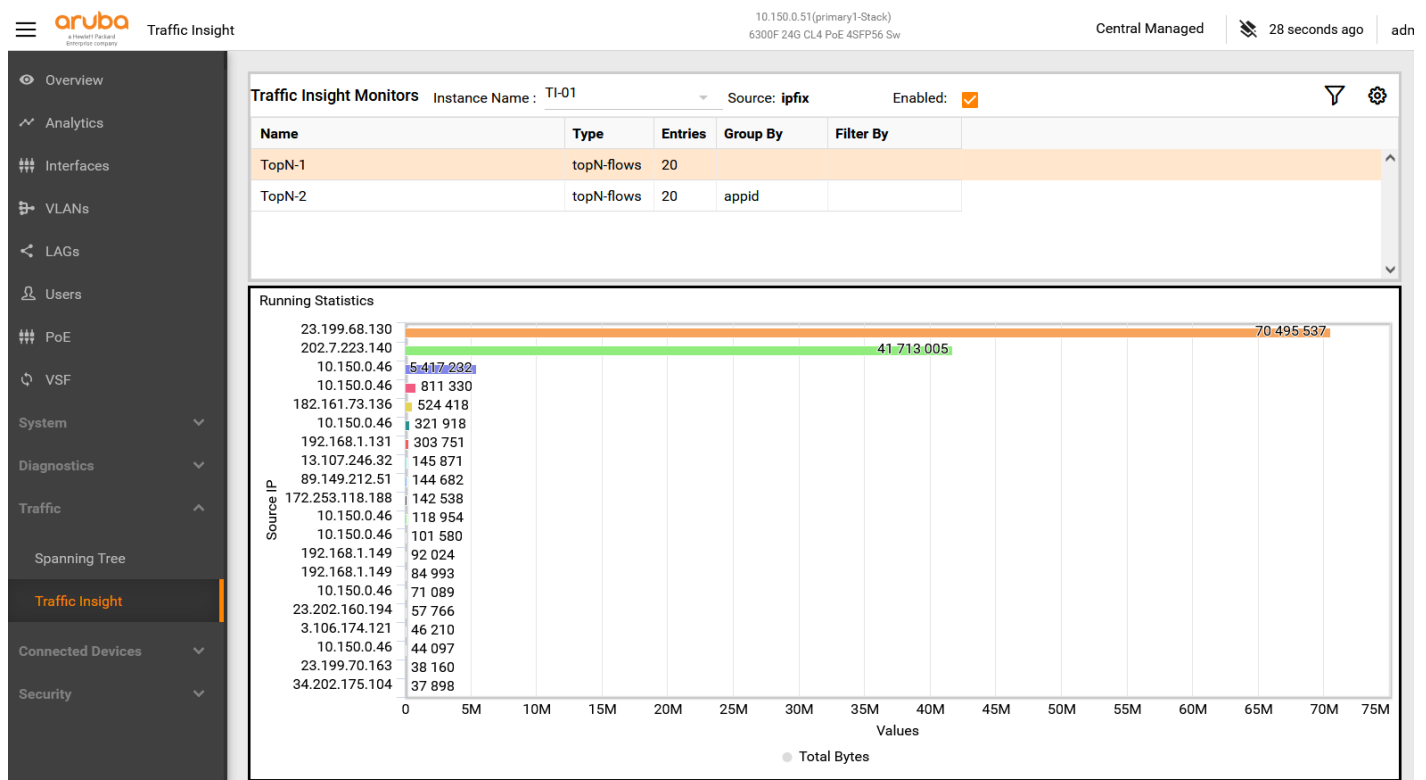 aruba
a Hewlett Packard
Enterprise company
Traffic Insight
10.150.0.51(primary1-Stack)
6300F 24G CL4 PoE 4SFP56 Sw
Central Managed
28 seconds ago
adn
Overview
Analytics
Interfaces
VLANs
LAGs
Users
PoE
VSF
System
Diagnostics
Traffic
Spanning Tree
Traffic Insight
Connected Devices
Security
Traffic Insight Monitors Instance Name : TI-01 Source: ipfix Enabled:
Name Type Entries Group By Filter By
TopN-1 topN-flows 20
TopN-2 topN-flows 20 appid
Running Statistics
Source IP
23.199.68.130 70 495 537
202.7.223.140 41 713 005
10.150.0.46 5 417 232
10.150.0.46 811 330
182.161.73.136 524 418
10.150.0.46 321 918
192.168.1.131 303 751
13.107.246.32 145 871
89.149.212.51 144 682
172.253.118.188 142 538
10.150.0.46 118 954
10.150.0.46 101 580
192.168.1.149 92 024
192.168.1.149 84 993
10.150.0.46 71 089
23.202.160.194 57 766
3.106.174.121 46 210
10.150.0.46 44 097
23.199.70.163 38 160
34.202.175.104 37 898
0 5M 10M 15M 20M 25M 30M 35M 40M 45M 50M 55M 60M 65M 70M 75M
Values
Total Bytes